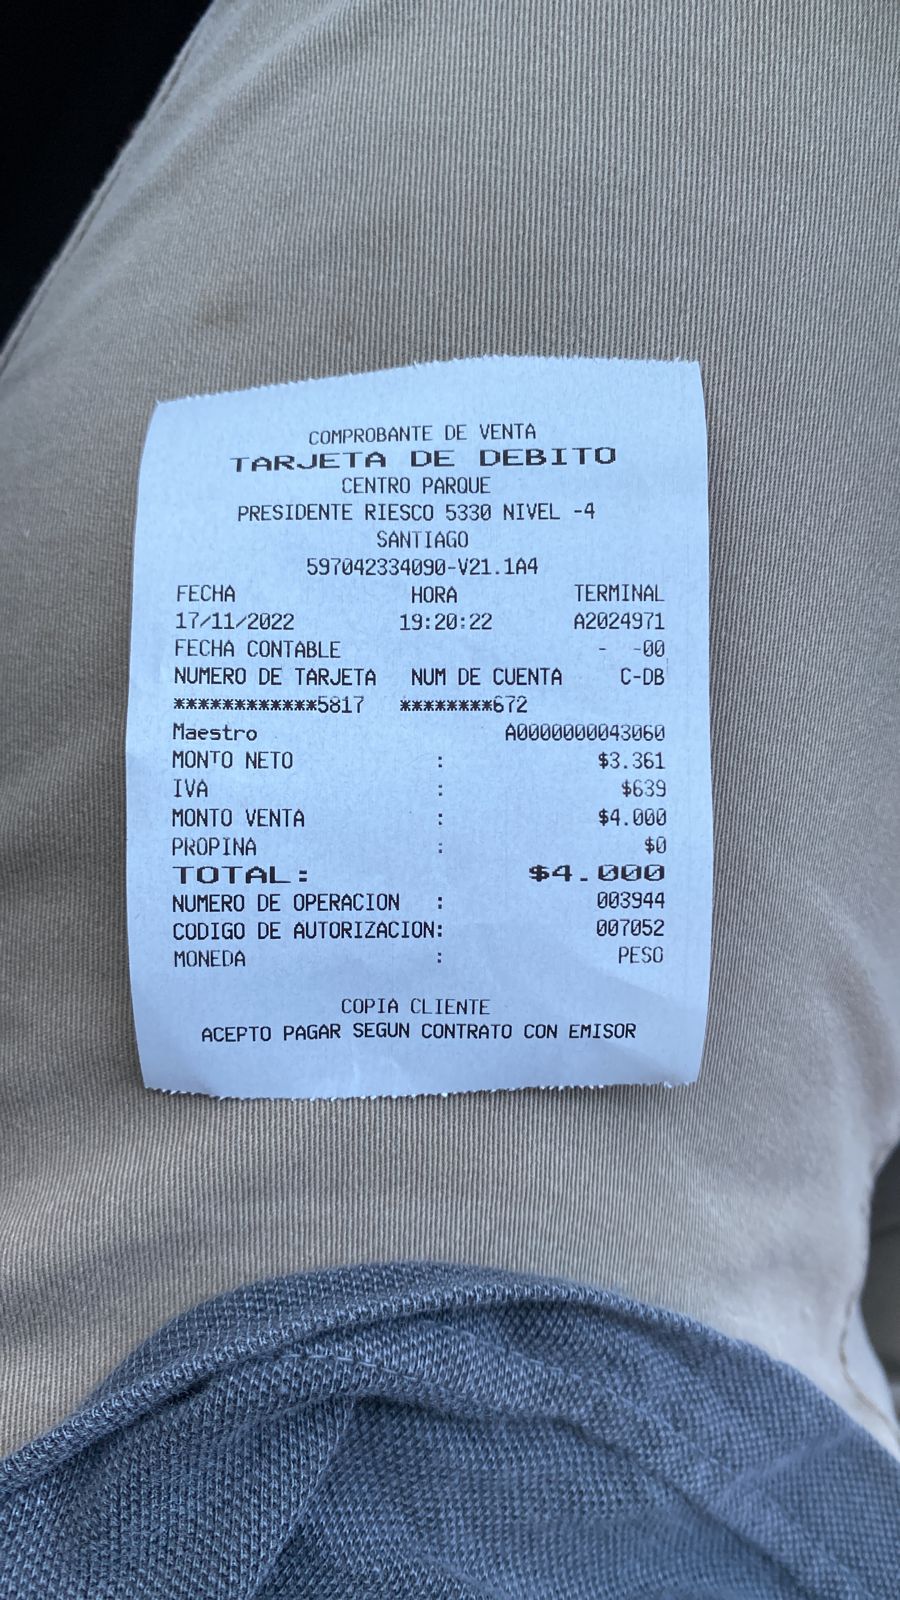 COMPROBANTE DE VENTA
TARJETA DE DEBITO
CENTRO PARQUE
PRESIDENTE RIESCO 5330 NIVEL -4
SANTIAGO
597042334090-V21.1A4
FECHA HORA TERMINAL
17/11/2022 19:20:22 A2024971
FECHA CONTABLE - -00
NUMERO DE TARJETA NUM DE CUENTA C-DB
************5817 ********672
Maestro A0000000043060
MONTO NETO : $3.361
IVA : $639
MONTO VENTA : $4.000
PROPINA : $0
TOTAL: $4.000
NUMERO DE OPERACION : 003944
CODIGO DE AUTORIZACION: 007052
MONEDA : PESO
COPIA CLIENTE
ACEPTO PAGAR SEGUN CONTRATO CON EMISOR